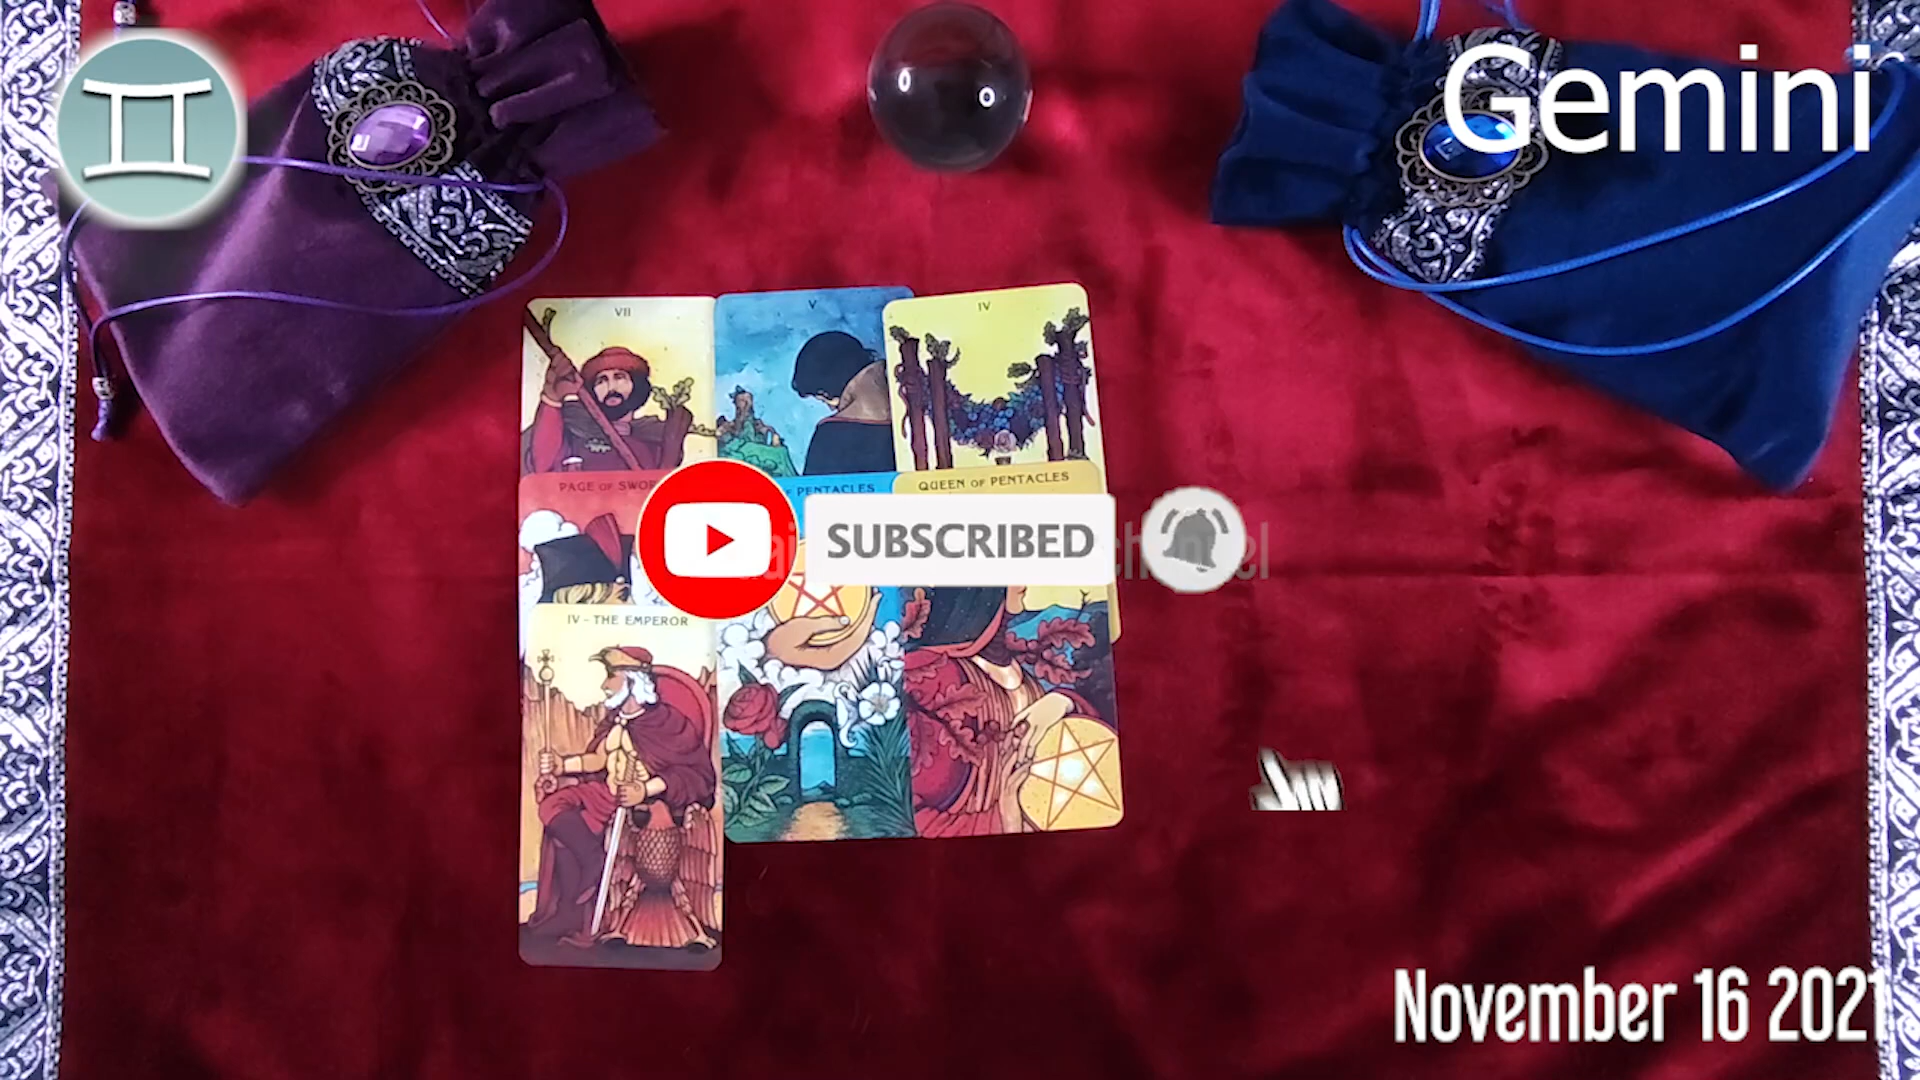 Gemini
VII
V
IV
PAGE OF SWOR
F PENTACLES
QUEEN OF PENTACLES
SUBSCRIBED
IV - THE EMPEROR
November 16 2021